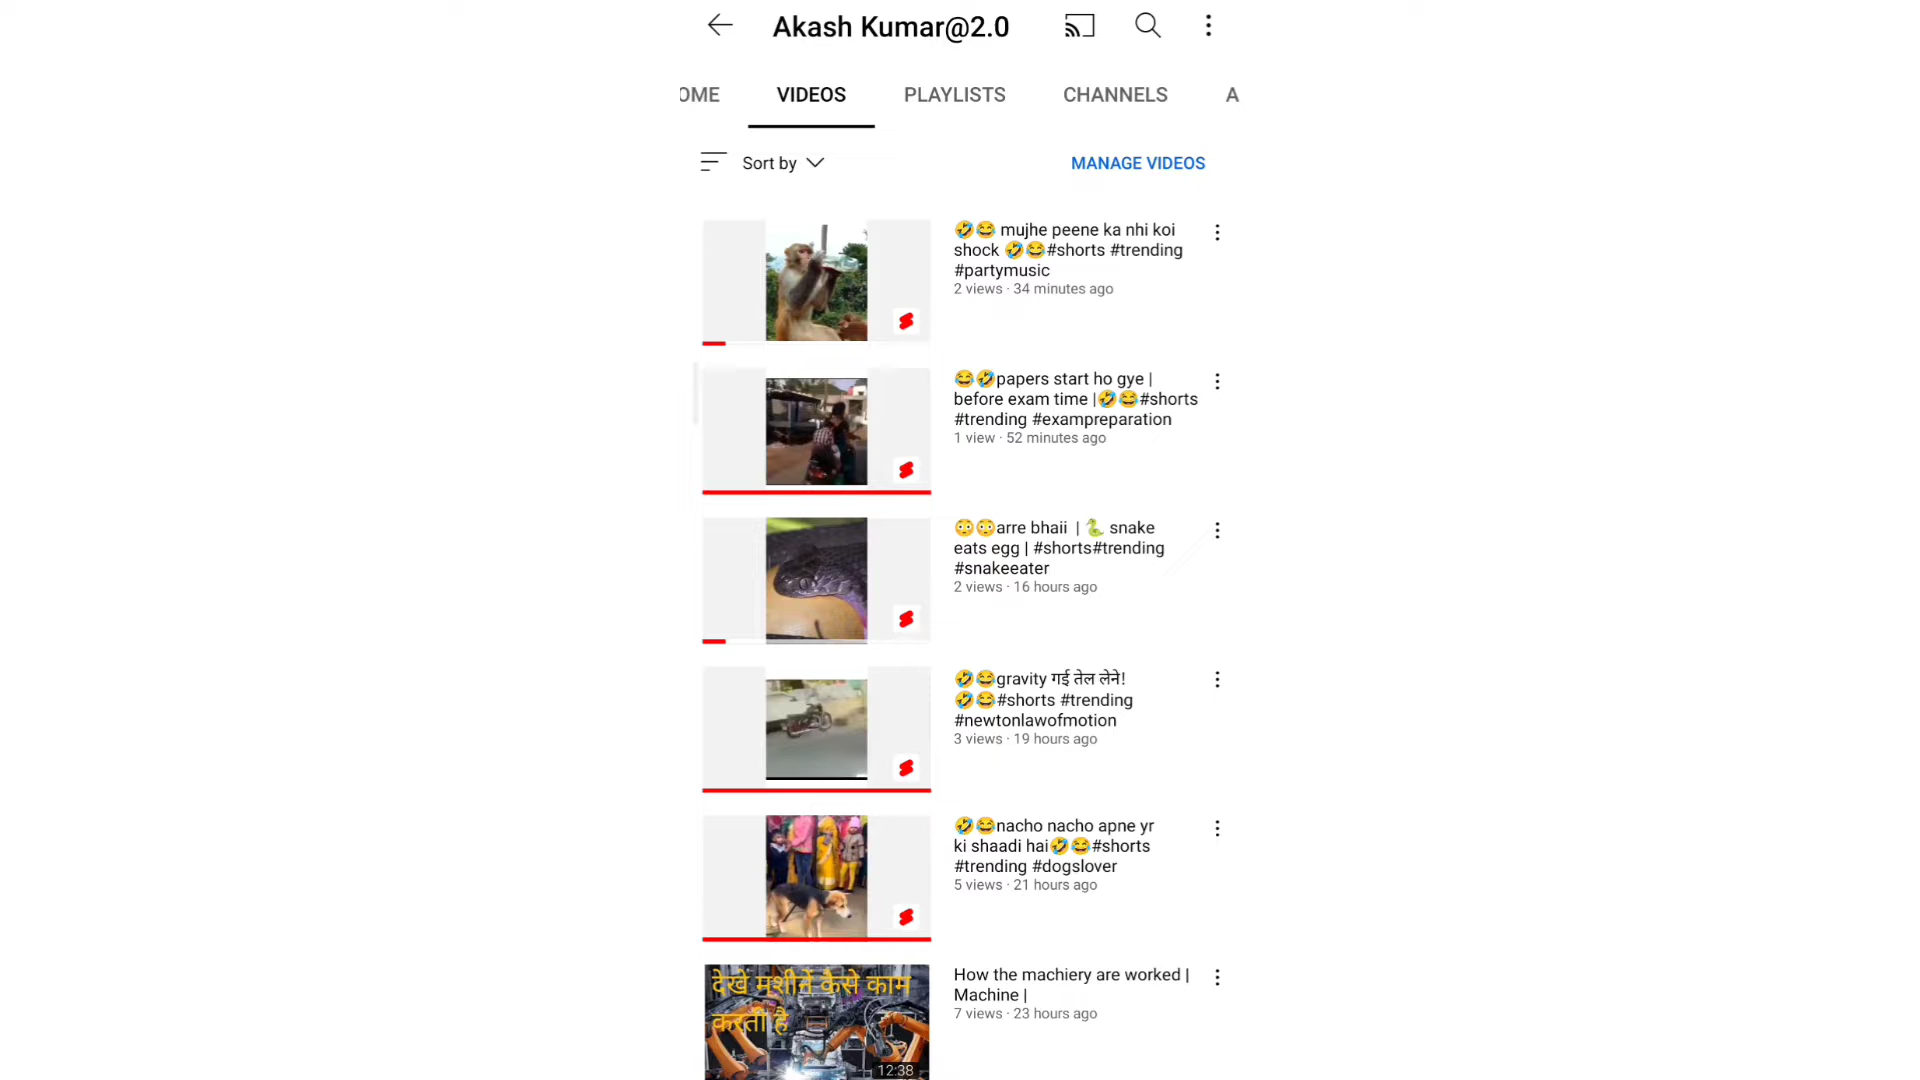 Akash Kumar@2.0
OME VIDEOS PLAYLISTS CHANNELS A
Sort by MANAGE VIDEOS
🤣😂 mujhe peene ka nhi koi
shock 🤣😂#shorts #trending
#partymusic
2 views · 34 minutes ago
😂🤣papers start ho gye |
before exam time |🤣😂#shorts
#trending #exampreparation
1 view · 52 minutes ago
😳😳arre bhaii | 🐍 snake
eats egg | #shorts#trending
#snakeeater
2 views · 16 hours ago
🤣😂gravity गई तेल लेने!
🤣😂#shorts #trending
#newtonlawofmotion
3 views · 19 hours ago
🤣😂nacho nacho apne yr
ki shaadi hai🤣😂#shorts
#trending #dogslover
5 views · 21 hours ago
देखें मशीनें कैसे काम
करती है
12:38
How the machiery are worked |
Machine |
7 views · 23 hours ago